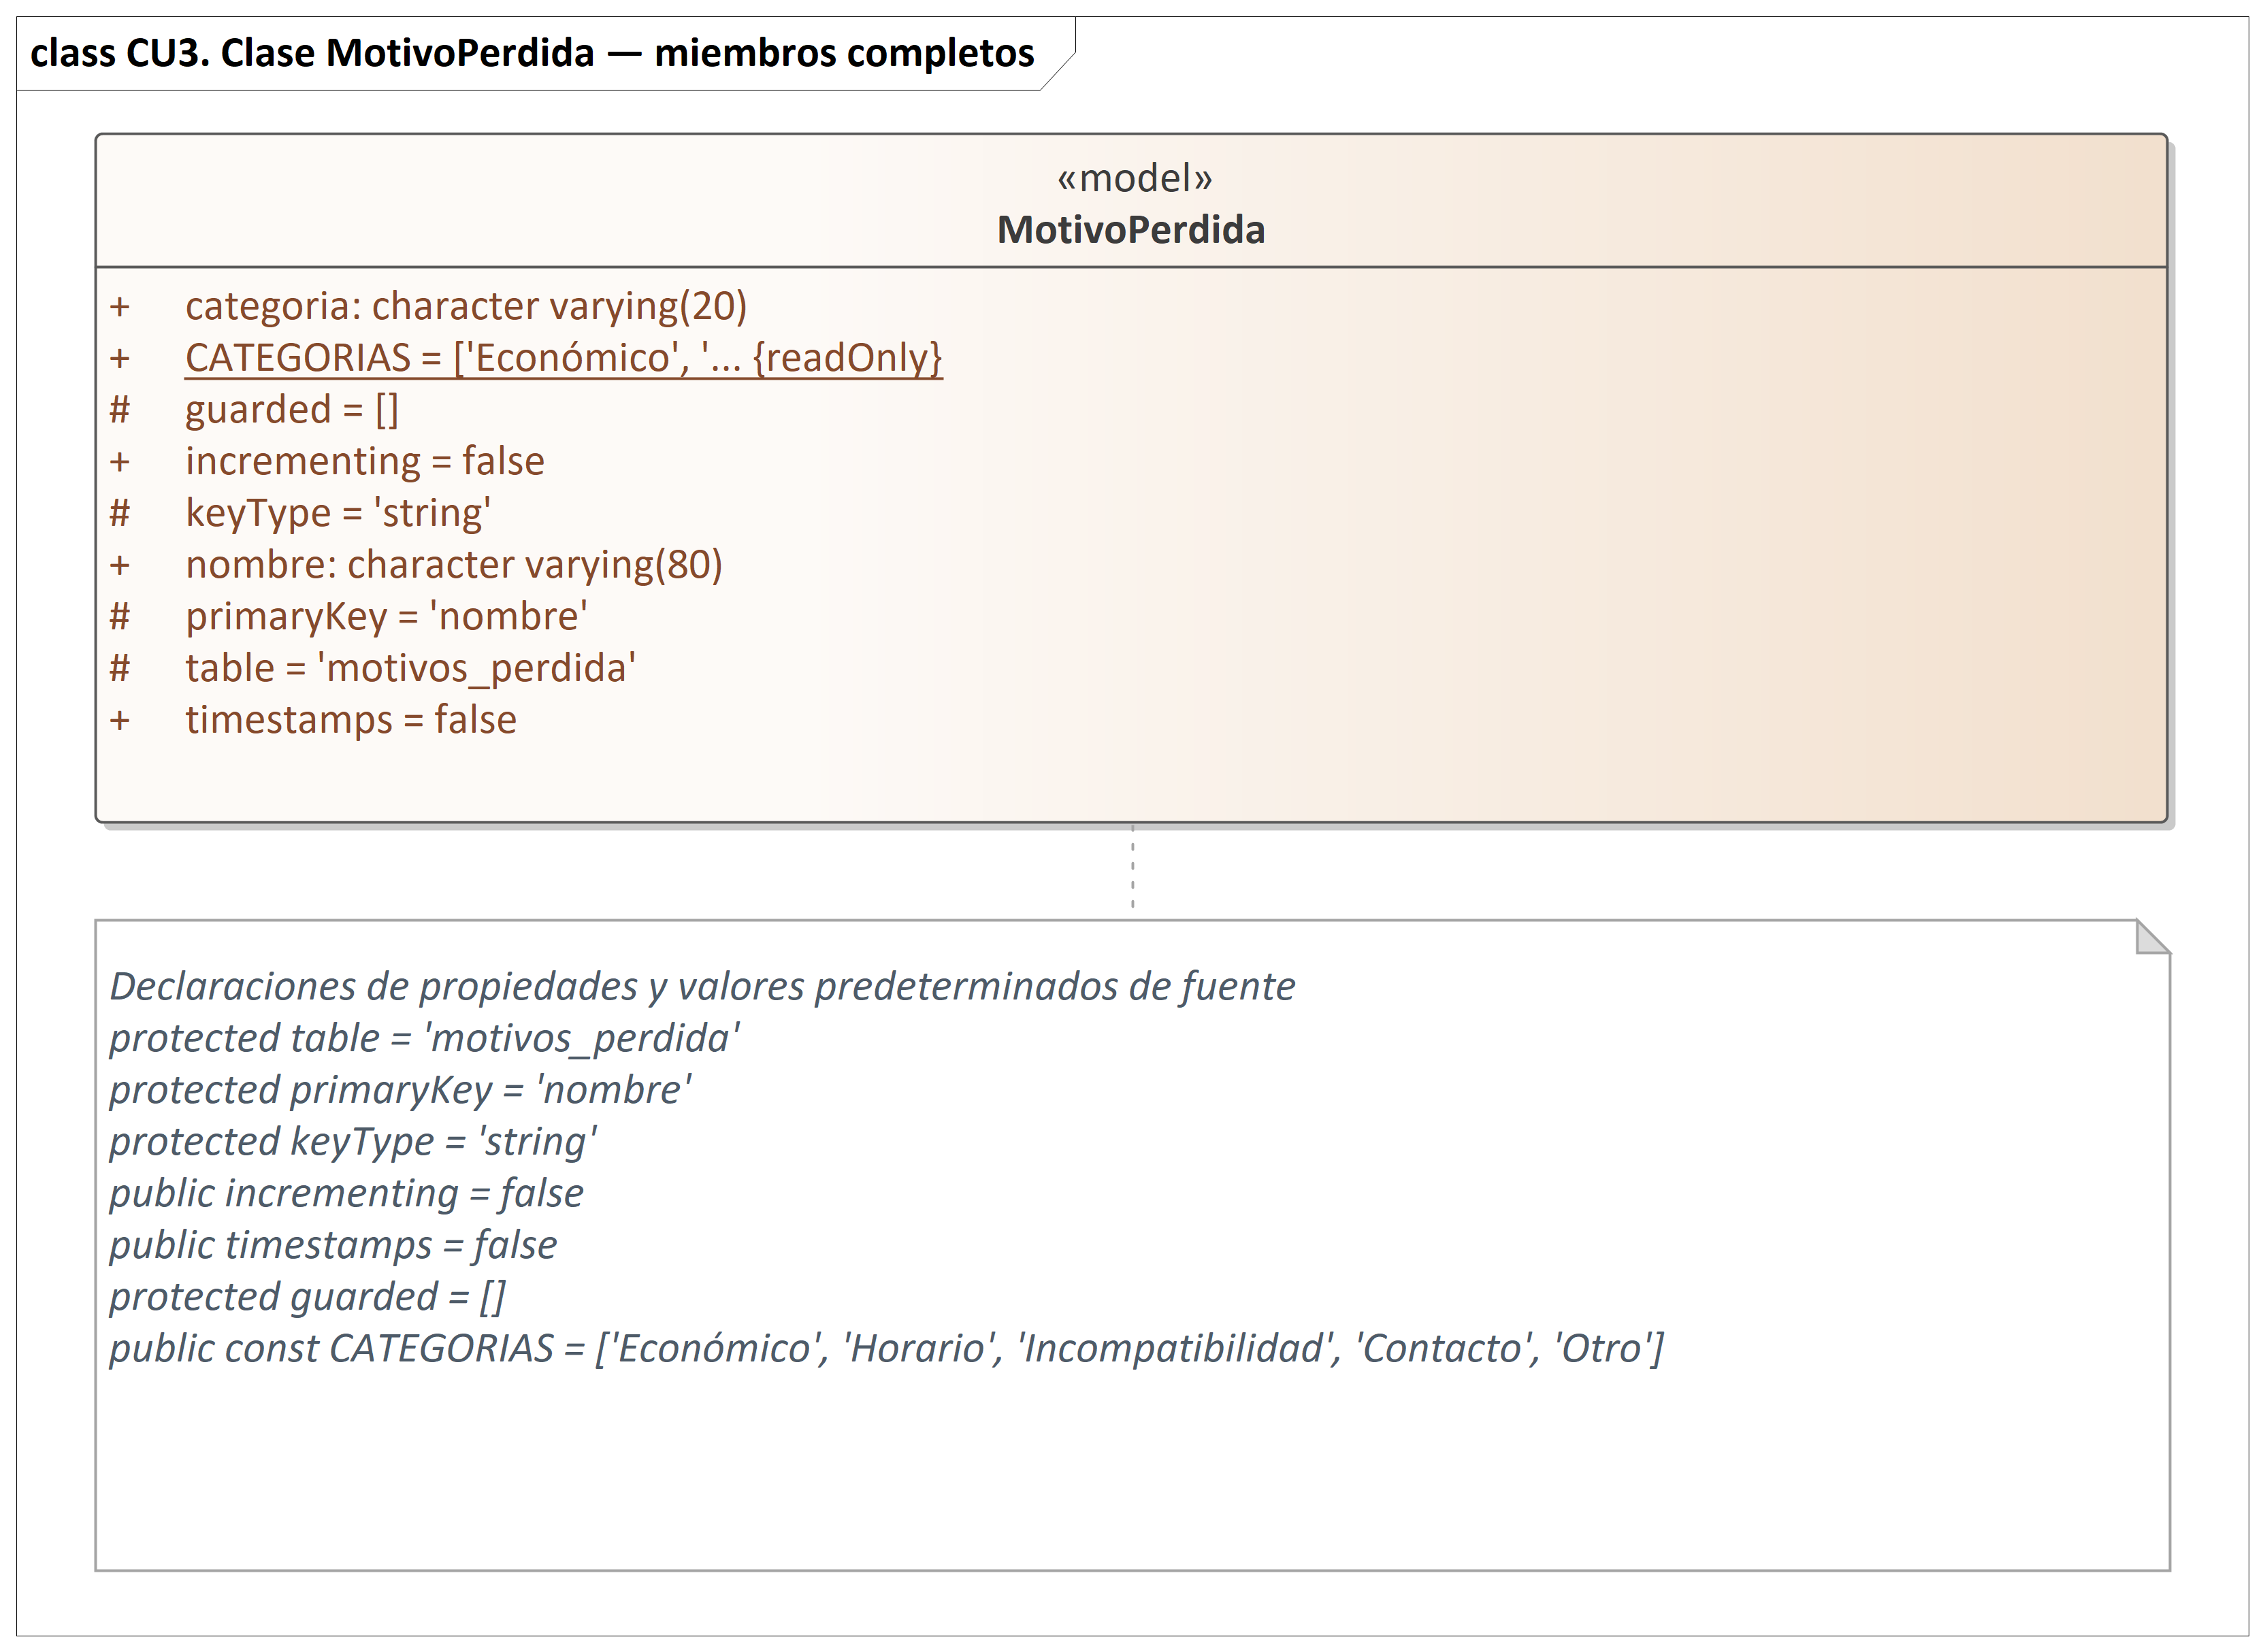 class CU3. Clase MotivoPerdida — miembros completos
«model»
MotivoPerdida
+ categoria: character varying(20)
+ CATEGORIAS = ['Económico', '... {readOnly}
# guarded = []
+ incrementing = false
# keyType = 'string'
+ nombre: character varying(80)
# primaryKey = 'nombre'
# table = 'motivos_perdida'
+ timestamps = false
Declaraciones de propiedades y valores predeterminados de fuente
protected table = 'motivos_perdida'
protected primaryKey = 'nombre'
protected keyType = 'string'
public incrementing = false
public timestamps = false
protected guarded = []
public const CATEGORIAS = ['Económico', 'Horario', 'Incompatibilidad', 'Contacto', 'Otro']